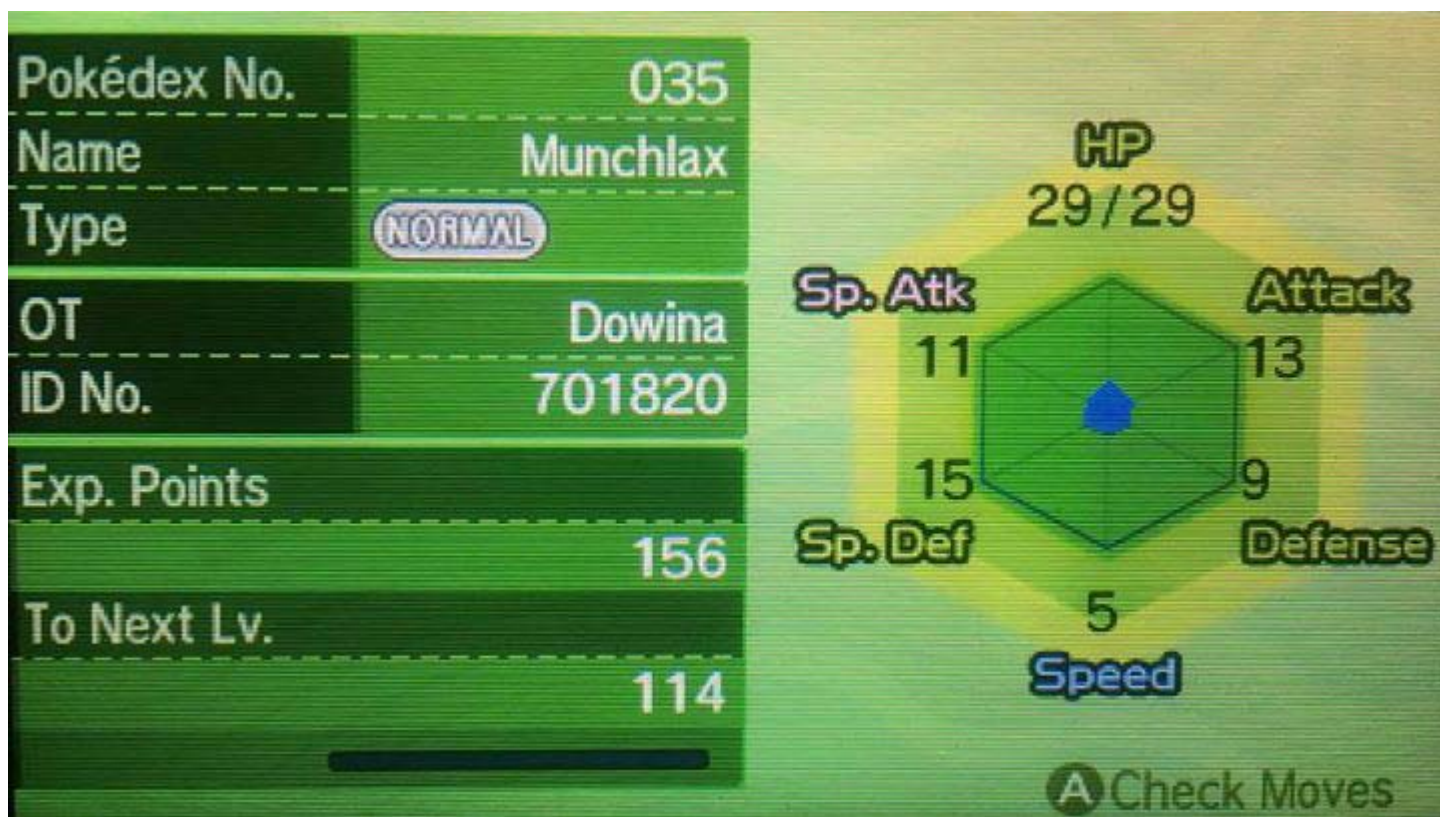 Pokédex No. 035
Name Munchlax
Type NORMAL
OT Dowina
ID No. 701820
Exp. Points
156
To Next Lv.
114
HP
29/29
Sp. Atk Attack
11 13
15 9
Sp. Def Defense
5
Speed
A Check Moves